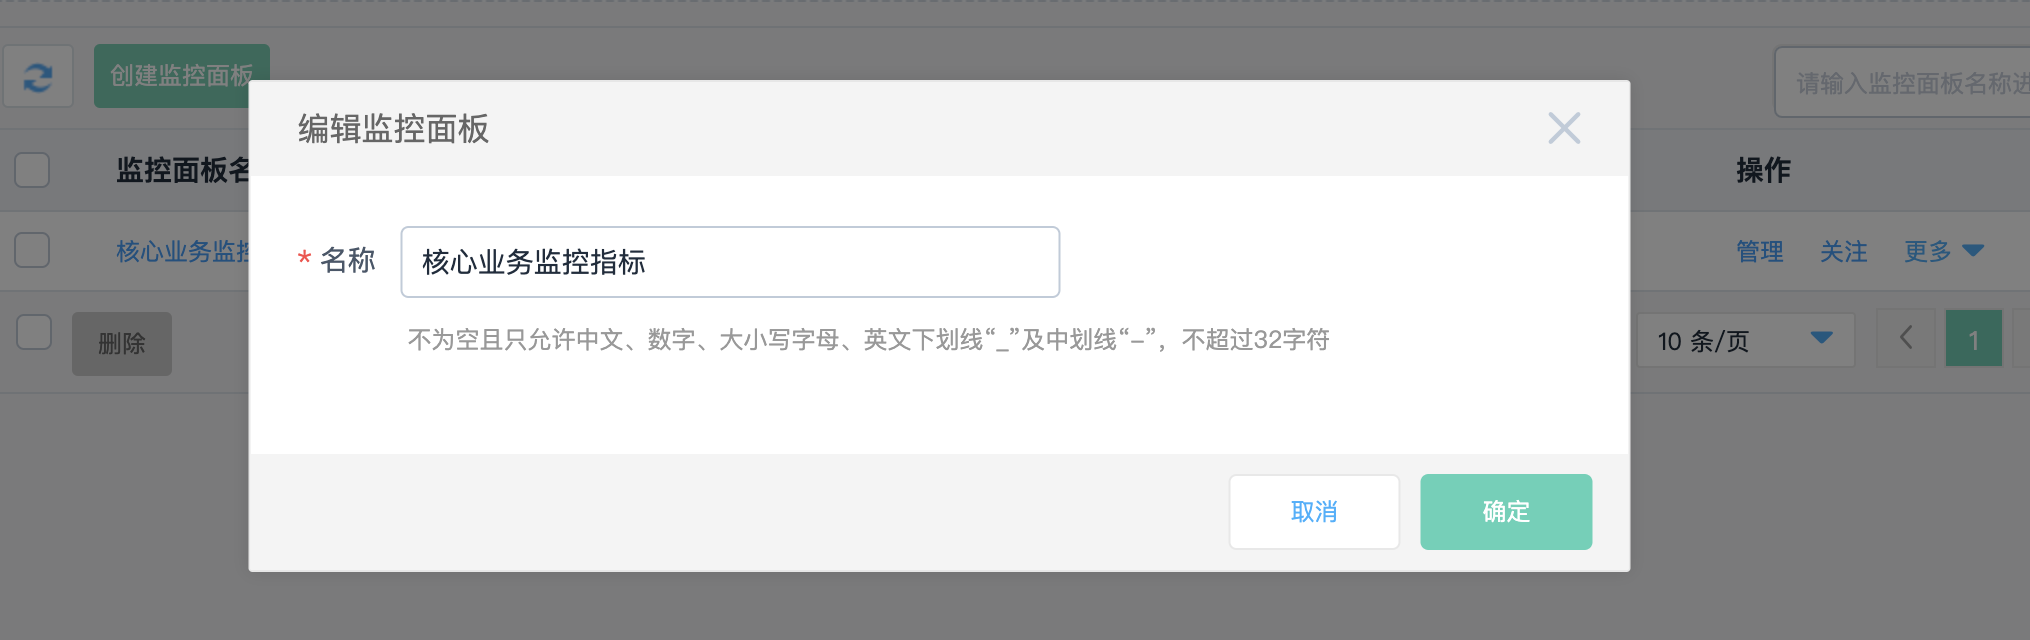 创建监控面板
请输入监控面板名称进
编辑监控面板
监控面板名
操作
* 名称
核心业务监控指标
核心业务监控
管理 关注 更多
不为空且只允许中文、数字、大小写字母、英文下划线“_”及中划线“-”，不超过32字符
删除
10 条/页
1
取消
确定